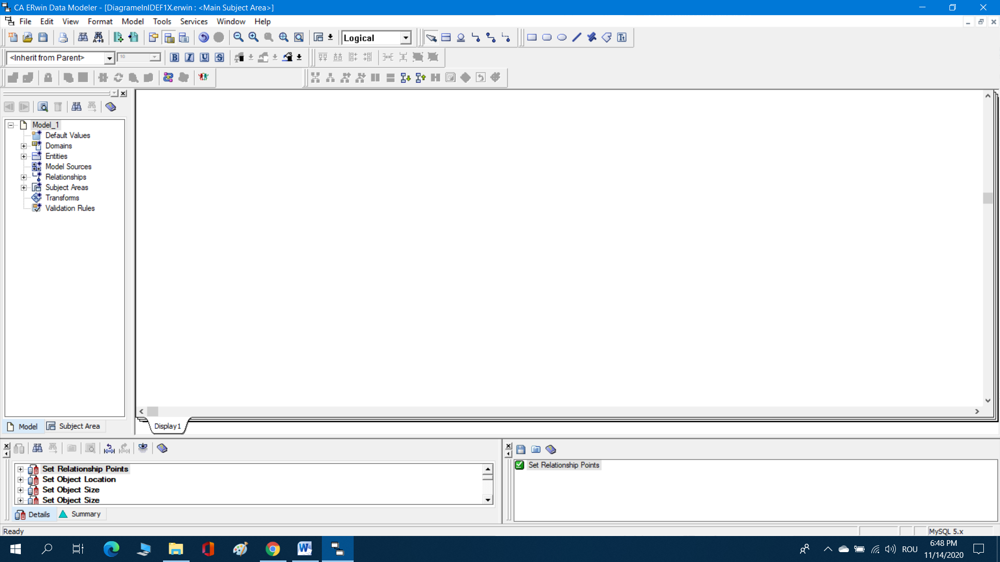 CA ERwin Data Modeler - [DiagrameInIDEF1X.erwin : <Main Subject Area>]
File Edit View Format Model Tools Services Window Help
Logical
<Inherit from Parent> 10 B I U S
Model_1
Default Values
Domains
Entities
Model Sources
Relationships
Subject Areas
Transforms
Validation Rules
Model Subject Area
Display1
Set Relationship Points
Set Object Location
Set Object Size
Set Object Size
Details Summary
Set Relationship Points
Ready
MySQL 5.x
ROU
6:48 PM
11/14/2020